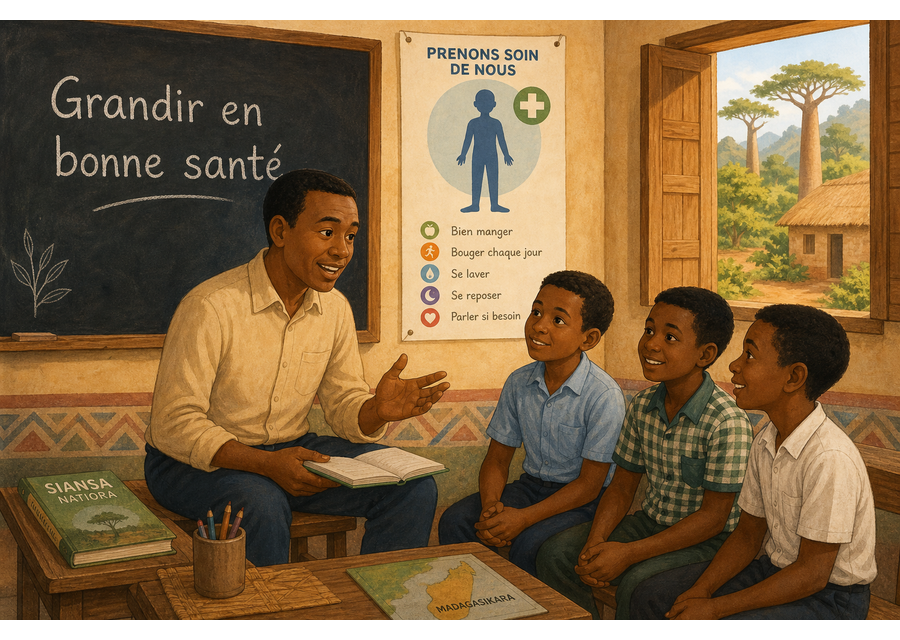 Grandir en
bonne santé
PRENONS SOIN
DE NOUS
Bien manger
Bouger chaque jour
Se laver
Se reposer
Parler si besoin
SIANSA
NATIORA
MADAGASIKARA